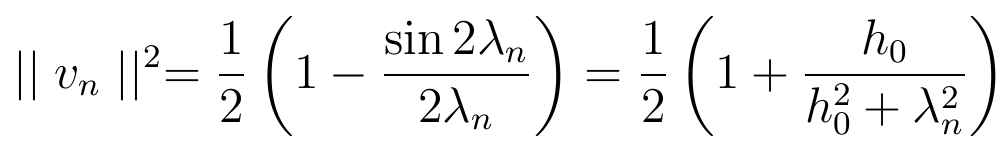 || v_n ||^2 = \frac{1}{2} \left( 1 - \frac{\sin 2\lambda_n}{2\lambda_n} \right) = \frac{1}{2} \left( 1 + \frac{h_0}{h_0^2 + \lambda_n^2} \right)